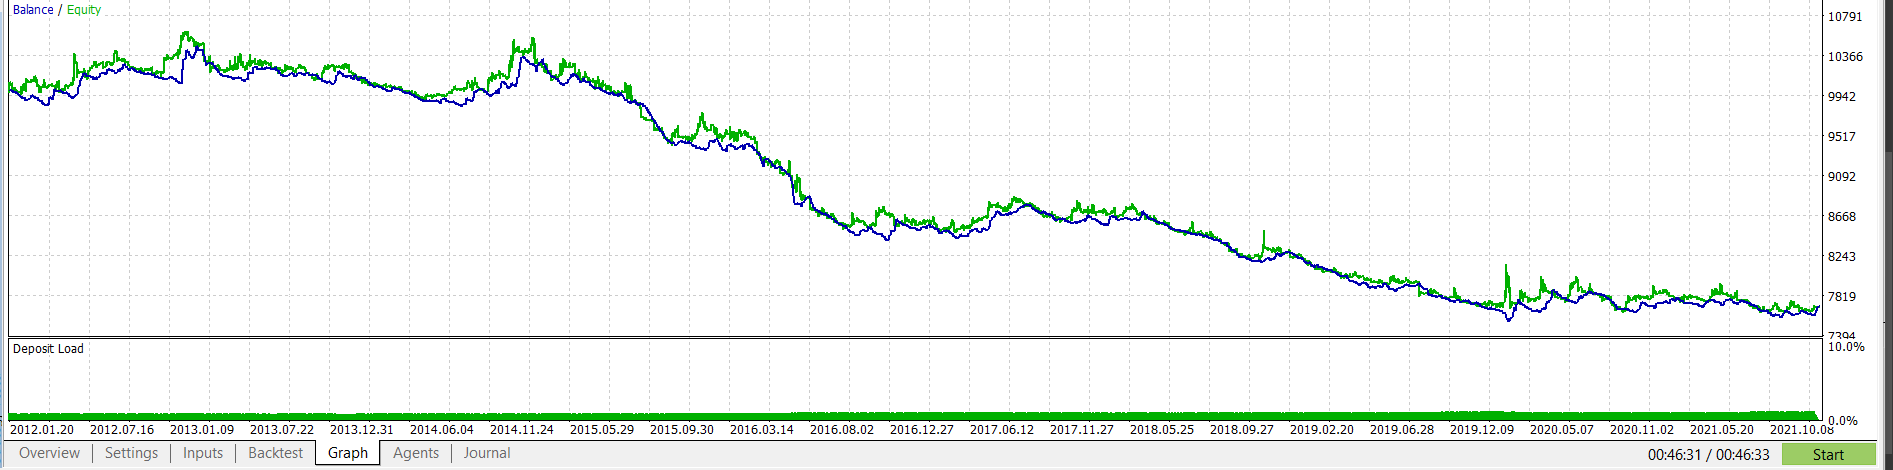 Balance / Equity
10791
10366
9942
9517
9092
8668
8243
7819
7394
Deposit Load
10.0%
0.0%
2012.01.20 2012.07.16 2013.01.09 2013.07.22 2013.12.31 2014.06.04 2014.11.24 2015.05.29 2015.09.30 2016.03.14 2016.08.02 2016.12.27 2017.06.12 2017.11.27 2018.05.25 2018.09.27 2019.02.20 2019.06.28 2019.12.09 2020.05.07 2020.11.02 2021.05.20 2021.10.08
Overview Settings Inputs Backtest Graph Agents Journal 00:46:31 / 00:46:33 Start